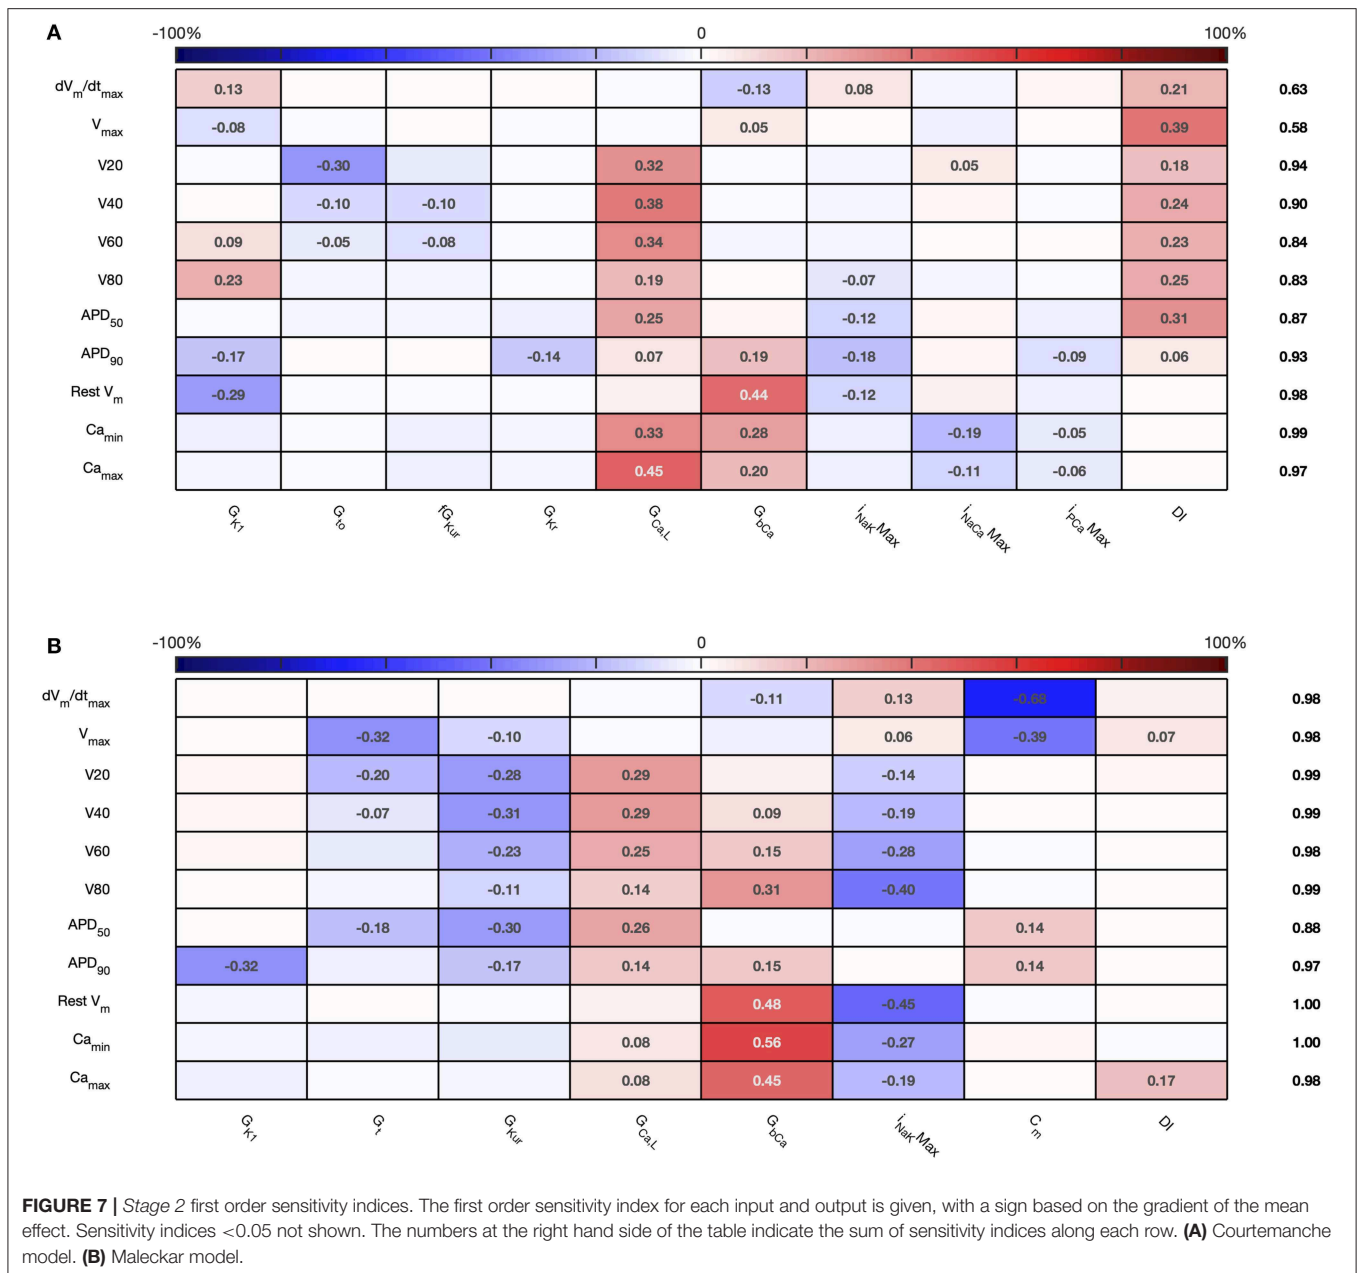 A
-100% 0 100%
dVm/dtmax 0.13 -0.13 0.08 0.21 0.63
Vmax -0.08 0.05 0.39 0.58
V20 -0.30 0.32 0.05 0.18 0.94
V40 -0.10 -0.10 0.38 0.24 0.90
V60 0.09 -0.05 -0.08 0.34 0.23 0.84
V80 0.23 0.19 -0.07 0.25 0.83
APD50 0.25 -0.12 0.31 0.87
APD90 -0.17 -0.14 0.07 0.19 -0.18 -0.09 0.06 0.93
Rest Vm -0.29 0.44 -0.12 0.98
Camin 0.33 0.28 -0.19 -0.05 0.99
Camax 0.45 0.20 -0.11 -0.06 0.97
GK1 Gto fGKur GKr GCa,L GbCa iNaKMax iNaCaMax iPCaMax DI
B
-100% 0 100%
dVm/dtmax -0.11 0.13 -0.68 0.98
Vmax -0.32 -0.10 0.06 -0.39 0.07 0.98
V20 -0.20 -0.28 0.29 -0.14 0.99
V40 -0.07 -0.31 0.29 0.09 -0.19 0.99
V60 -0.23 0.25 0.15 -0.28 0.98
V80 -0.11 0.14 0.31 -0.40 0.99
APD50 -0.18 -0.30 0.26 0.14 0.88
APD90 -0.32 -0.17 0.14 0.15 0.14 0.97
Rest Vm 0.48 -0.45 1.00
Camin 0.08 0.56 -0.27 1.00
Camax 0.08 0.45 -0.19 0.17 0.98
GK1 Gt GKur GCa,L GbCa iNaKMax Cm DI
FIGURE 7 | Stage 2 first order sensitivity indices. The first order sensitivity index for each input and output is given, with a sign based on the gradient of the mean
effect. Sensitivity indices <0.05 not shown. The numbers at the right hand side of the table indicate the sum of sensitivity indices along each row. (A) Courtemanche
model. (B) Maleckar model.